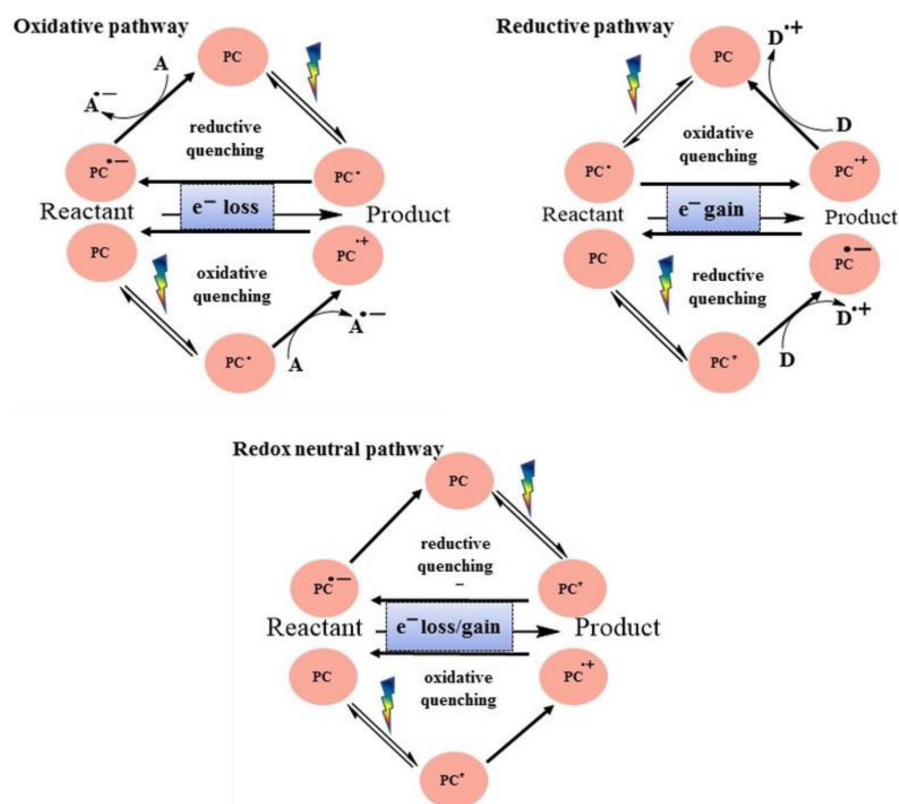 Oxidative pathway
PC
A
A•−
reductive
quenching
PC•−
PC*
Reactant
e− loss
Product
PC
PC•+
oxidative
quenching
A•−
A
PC*
Reductive pathway
PC
D•+
D
oxidative
quenching
PC*
PC•+
Reactant
e− gain
Product
PC
PC•−
reductive
quenching
D•+
D
PC*
Redox neutral pathway
PC
reductive
quenching
−
PC•−
PC*
Reactant
e− loss/gain
Product
PC
PC•+
oxidative
quenching
PC*